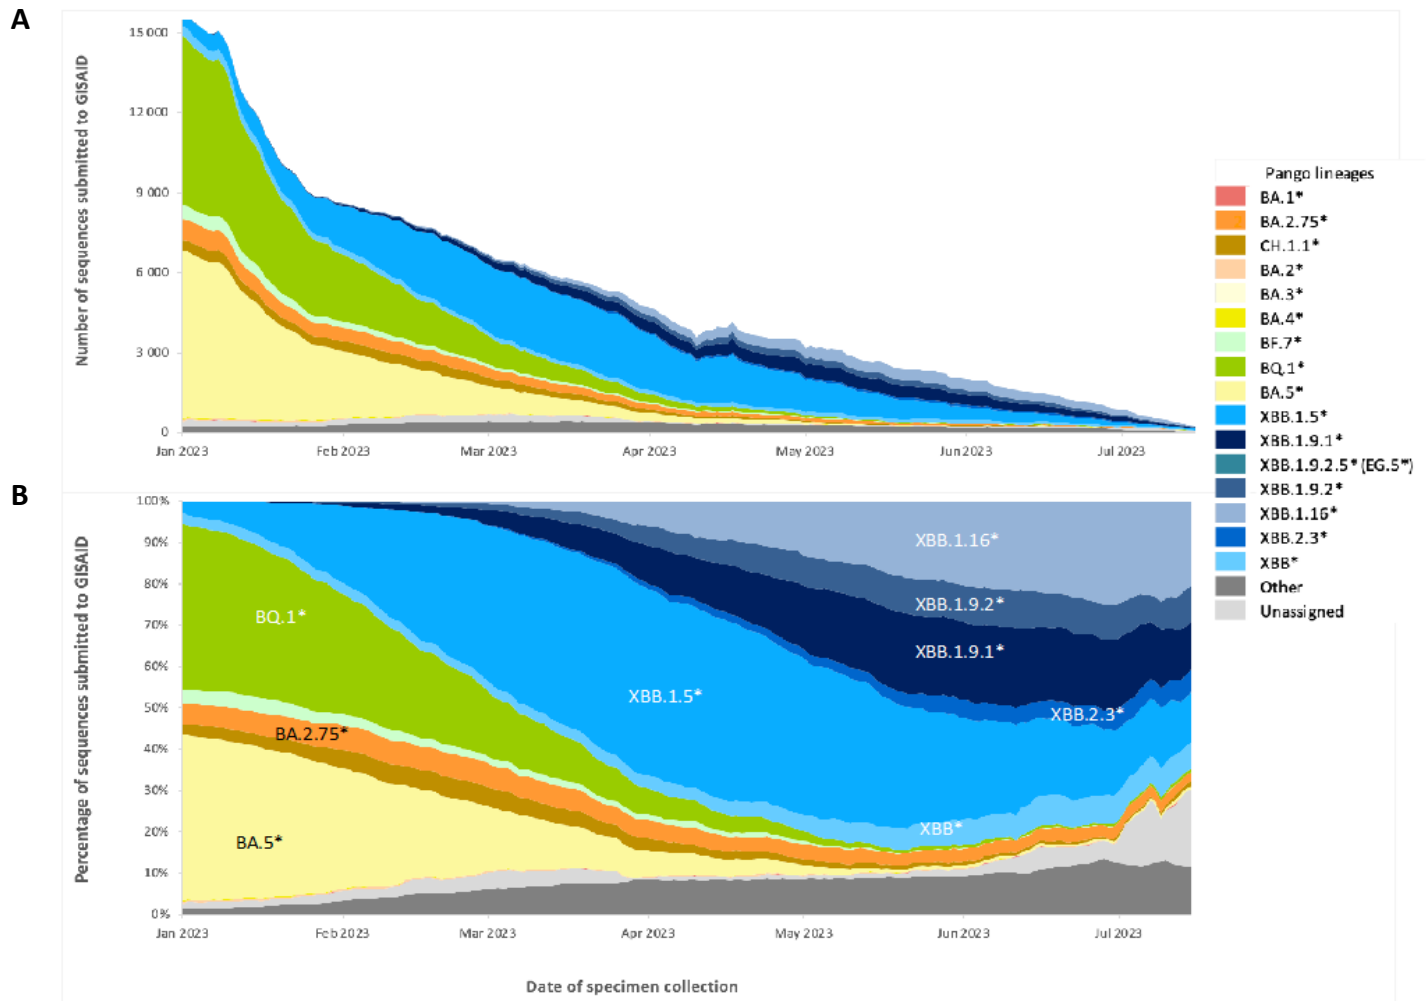 A
Number of sequences submitted to GISAID
15 000
12 000
9 000
6 000
3 000
0
Jan 2023 Feb 2023 Mar 2023 Apr 2023 May 2023 Jun 2023 Jul 2023
B
Percentage of sequences submitted to GISAID
100%
90%
80%
70%
60%
50%
40%
30%
20%
10%
0%
XBB.1.16*
XBB.1.9.2*
BQ.1*
XBB.1.9.1*
XBB.1.5*
XBB.2.3*
BA.2.75*
XBB*
BA.5*
Jan 2023 Feb 2023 Mar 2023 Apr 2023 May 2023 Jun 2023 Jul 2023
Date of specimen collection
Pango lineages
BA.1*
BA.2.75*
CH.1.1*
BA.2*
BA.3*
BA.4*
BF.7*
BQ.1*
BA.5*
XBB.1.5*
XBB.1.9.1*
XBB.1.9.2.5* (EG.5*)
XBB.1.9.2*
XBB.1.16*
XBB.2.3*
XBB*
Other
Unassigned